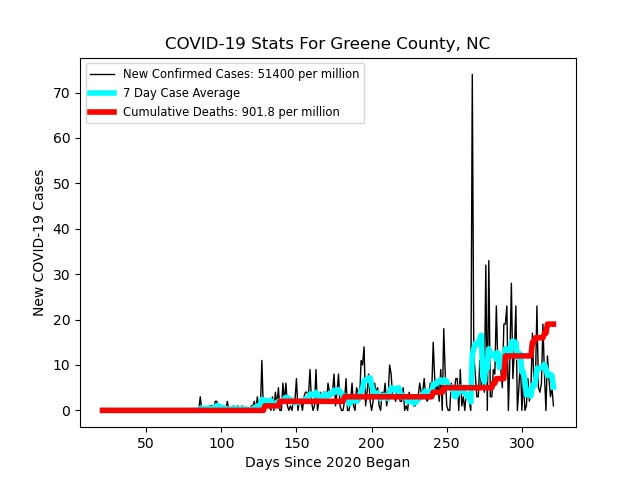 COVID-19 Stats For Greene County, NC
New Confirmed Cases: 51400 per million
7 Day Case Average
Cumulative Deaths: 901.8 per million
New COVID-19 Cases
70
60
50
40
30
20
10
0
50 100 150 200 250 300
Days Since 2020 Began